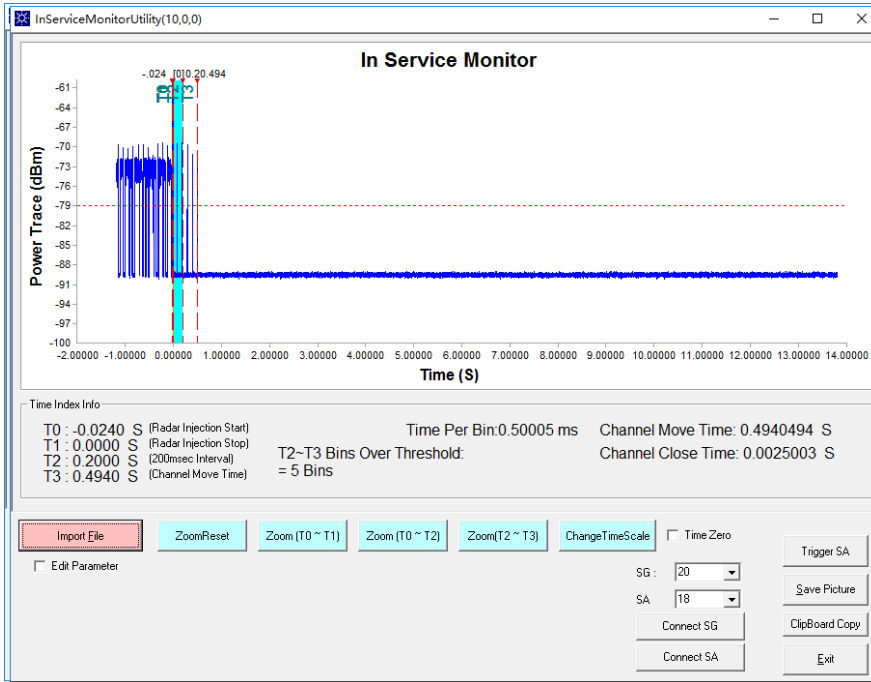 InServiceMonitorUtility(10,0,0)
In Service Monitor
-.024 [0]0.20.494
T0 T2 T3
Power Trace (dBm)
-61
-64
-67
-70
-73
-76
-79
-82
-85
-88
-91
-94
-97
-100
-2.00000 -1.00000 0.00000 1.00000 2.00000 3.00000 4.00000 5.00000 6.00000 7.00000 8.00000 9.00000 10.00000 11.00000 12.00000 13.00000 14.00000
Time (S)
Time Index Info
T0 : -0.0240 S (Radar Injection Start)
T1 : 0.0000 S (Radar Injection Stop)
T2 : 0.2000 S (200msec Interval)
T3 : 0.4940 S (Channel Move Time)
Time Per Bin:0.50005 ms
T2~T3 Bins Over Threshold:
= 5 Bins
Channel Move Time: 0.4940494 S
Channel Close Time: 0.0025003 S
Import File
ZoomReset
Zoom (T0 ~ T1)
Zoom (T0 ~ T2)
Zoom(T2 ~ T3)
ChangeTimeScale
Time Zero
Edit Parameter
SG : 20
SA 18
Connect SG
Connect SA
Trigger SA
Save Picture
ClipBoard Copy
Exit